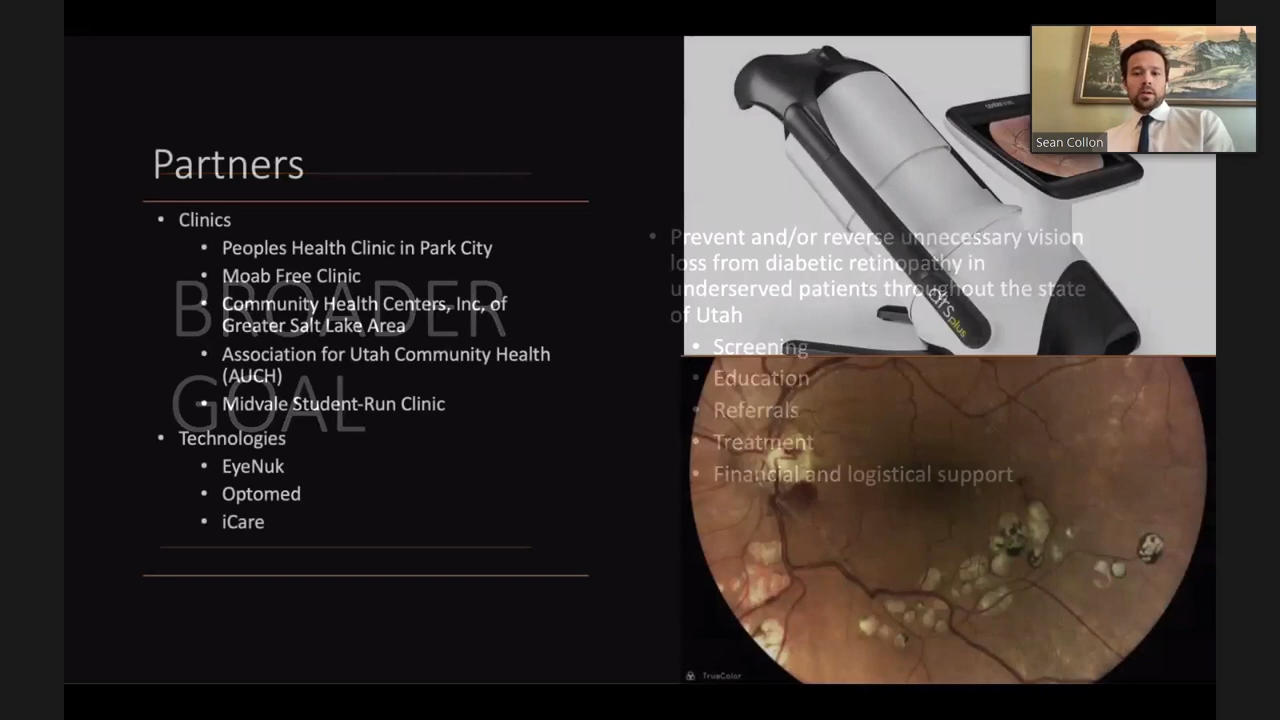 Partners
• Clinics
• Peoples Health Clinic in Park City
• Moab Free Clinic
• Community Health Centers, Inc, of
Greater Salt Lake Area
• Association for Utah Community Health
(AUCH)
• Midvale Student-Run Clinic
• Technologies
• EyeNuk
• Optomed
• iCare
BROADER
GOAL
• Prevent and/or reverse unnecessary vision
loss from diabetic retinopathy in
underserved patients throughout the state
of Utah
• Screening
• Education
• Referrals
• Treatment
• Financial and logistical support
plus
TrueColor
Sean Collon